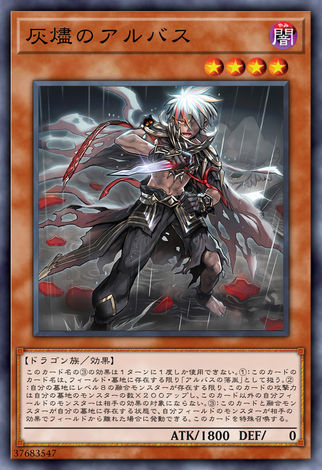 灰燼のアルバス
闇
やみ
【ドラゴン族／効果】
このカード名の③の効果は１ターンに１度しか使用できない。①：このカードの
カード名は、フィールド・墓地に存在する限り「アルバスの落胤」として扱う。②
：自分の墓地にレベル８の融合モンスターが存在する限り、このカードの攻撃力
は自分の墓地のモンスターの数×２００アップし、このカード以外の自分フィ
ールドのモンスターは相手の効果の対象にならない。③：このカードと融合モンス
ターが自分の墓地に存在する状態で、自分フィールドのモンスターが相手の
効果でフィールドから離れた場合に発動できる。このカードを特殊召喚する。
ATK/1800 DEF/ 0
37683547